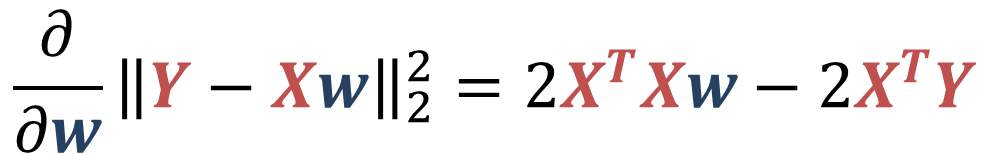 ∂/∂w ‖Y − Xw‖₂² = 2XᵀXw − 2XᵀY